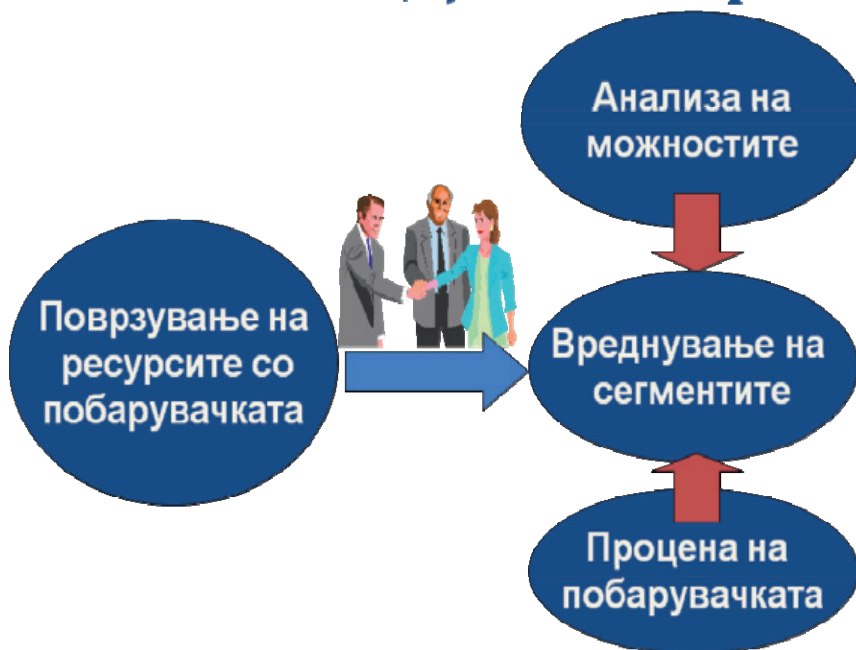 Анализа на
можностите
Поврзување на
ресурсите со
побарувачката
Вреднување на
сегментите
Процена на
побарувачката